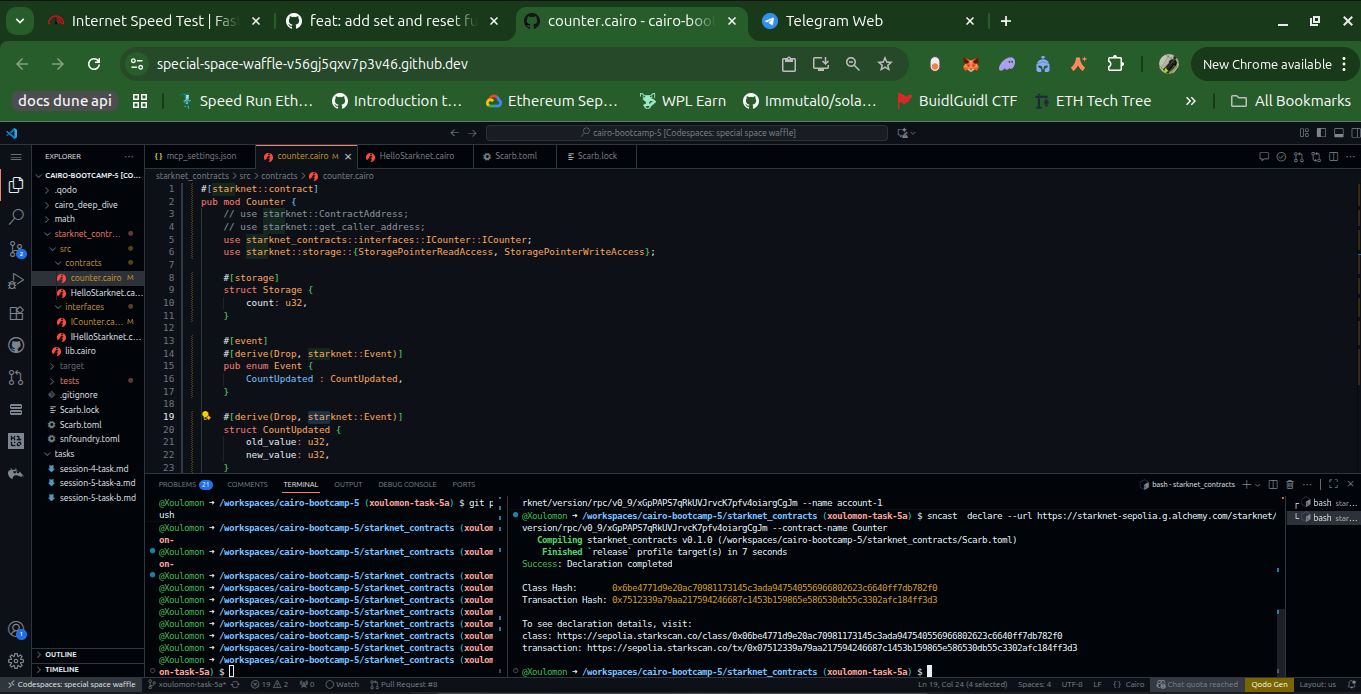 Internet Speed Test | Fas
feat: add set and reset fu
counter.cairo - cairo-boo
Telegram Web
special-space-waffle-v56gj5qxv7p3v46.github.dev
New Chrome available
docs dune api
Speed Run Eth...
Introduction t...
Ethereum Sep...
WPL Earn
Immutal0/sola...
BuidlGuidl CTF
ETH Tech Tree
»
All Bookmarks
cairo-bootcamp-5 [Codespaces: special space waffle]
EXPLORER
mcp_settings.json
counter.cairo M
HelloStarknet.cairo
Scarb.toml
Scarb.lock
CAIRO-BOOTCAMP-5 [CO...
.qodo
cairo_deep_dive
math
starknet_contr...
src
contracts
counter.cairo M
HelloStarknet.ca...
interfaces
ICounter.ca... M
IHelloStarknet.c...
lib.cairo
target
tests
.gitignore
Scarb.lock
Scarb.toml
snfoundry.toml
tasks
session-4-task.md
session-5-task-a.md
session-5-task-b.md
OUTLINE
TIMELINE
starknet_contracts > src > contracts > counter.cairo
1 #[starknet::contract]
2 pub mod Counter {
3 // use starknet::ContractAddress;
4 // use starknet::get_caller_address;
5 use starknet_contracts::interfaces::ICounter::ICounter;
6 use starknet::storage::{StoragePointerReadAccess, StoragePointerWriteAccess};
7
8 #[storage]
9 struct Storage {
10 count: u32,
11 }
12
13 #[event]
14 #[derive(Drop, starknet::Event)]
15 pub enum Event {
16 CountUpdated : CountUpdated,
17 }
18
19 #[derive(Drop, starknet::Event)]
20 struct CountUpdated {
21 old_value: u32,
22 new_value: u32,
23 }
PROBLEMS 21
COMMENTS
TERMINAL
OUTPUT
DEBUG CONSOLE
PORTS
bash - starknet_contracts
@Xoulomon → /workspaces/cairo-bootcamp-5 (xoulomon-task-5a) $ git p
ush
@Xoulomon → /workspaces/cairo-bootcamp-5/starknet_contracts (xoulom
on-
@Xoulomon → /workspaces/cairo-bootcamp-5/starknet_contracts (xoulom
on-
@Xoulomon → /workspaces/cairo-bootcamp-5/starknet_contracts (xoulom
@Xoulomon → /workspaces/cairo-bootcamp-5/starknet_contracts (xoulom
@Xoulomon → /workspaces/cairo-bootcamp-5/starknet_contracts (xoulom
@Xoulomon → /workspaces/cairo-bootcamp-5/starknet_contracts (xoulom
@Xoulomon → /workspaces/cairo-bootcamp-5/starknet_contracts (xoulom
@Xoulomon → /workspaces/cairo-bootcamp-5/starknet_contracts (xoulom
@Xoulomon → /workspaces/cairo-bootcamp-5/starknet_contracts (xoulom
@Xoulomon → /workspaces/cairo-bootcamp-5/starknet_contracts (xoulom
on-task-5a) $
rknet/version/rpc/v0_9/xGpPAPS7qRkUVJrvcK7pfv4oiargCgJm --name account-1
@Xoulomon → /workspaces/cairo-bootcamp-5/starknet_contracts (xoulomon-task-5a) $ sncast declare --url https://starknet-sepolia.g.alchemy.com/starknet/
version/rpc/v0_9/xGpPAPS7qRkUVJrvcK7pfv4oiargCgJm --contract-name Counter
Compiling starknet_contracts v0.1.0 (/workspaces/cairo-bootcamp-5/starknet_contracts/Scarb.toml)
Finished `release` profile target(s) in 7 seconds
Success: Declaration completed
Class Hash: 0x6be4771d9e20ac70981173145c3ada947540556966802623c6640ff7db782f0
Transaction Hash: 0x7512339a79aa217594246687c1453b159865e586530db55c3302afc184ff3d3
To see declaration details, visit:
class: https://sepolia.starkscan.co/class/0x06be4771d9e20ac70981173145c3ada947540556966802623c6640ff7db782f0
transaction: https://sepolia.starkscan.co/tx/0x07512339a79aa217594246687c1453b159865e586530db55c3302afc184ff3d3
@Xoulomon → /workspaces/cairo-bootcamp-5/starknet_contracts (xoulomon-task-5a) $
bash star...
bash star...
Codespaces: special space waffle
xoulomon-task-5a*
19
2
0
Watch
Pull Request #8
Ln 19, Col 24 (4 selected)
Spaces: 4
UTF-8
LF
{} Cairo
Chat quota reached
Qodo Gen
Layout: us